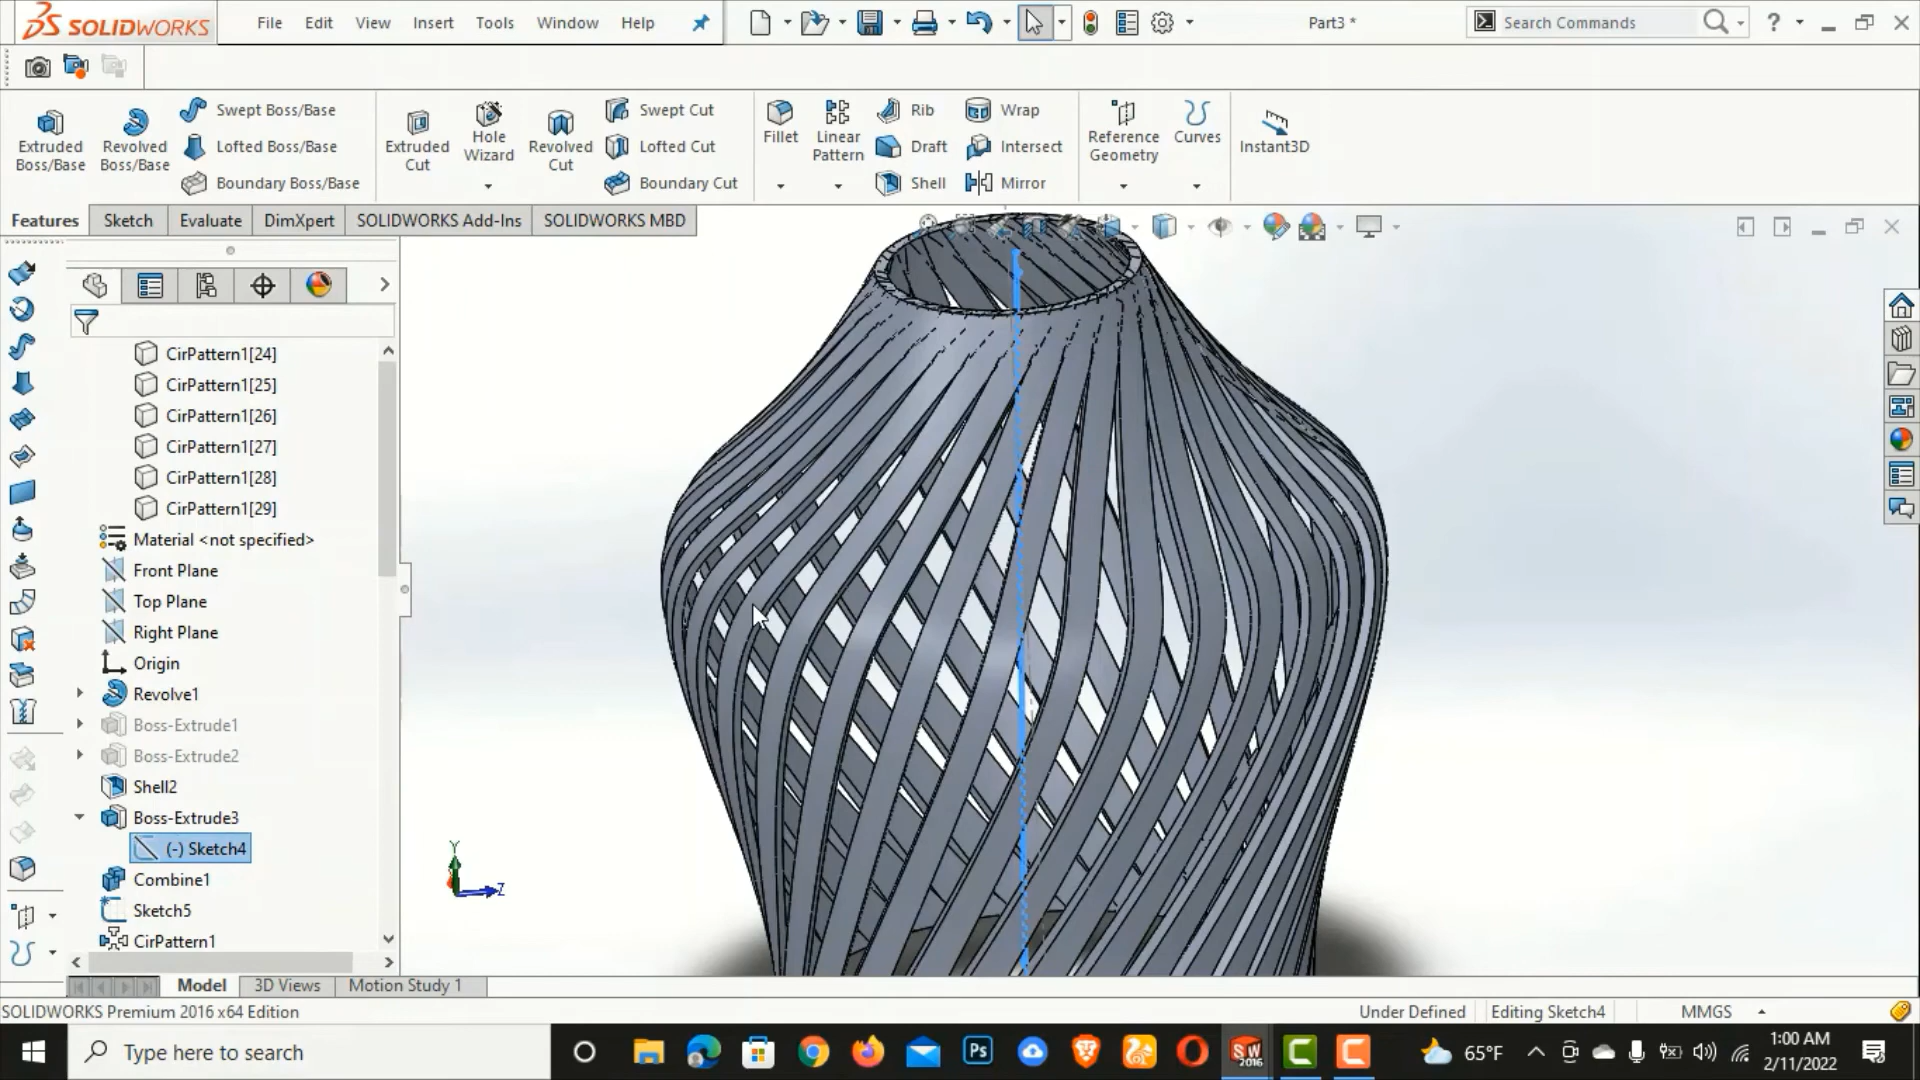 SOLIDWORKS
File Edit View Insert Tools Window Help
Part3 *
Search Commands
Extruded Boss/Base
Revolved Boss/Base
Swept Boss/Base
Lofted Boss/Base
Boundary Boss/Base
Extruded Cut
Hole Wizard
Revolved Cut
Swept Cut
Lofted Cut
Boundary Cut
Fillet
Linear Pattern
Rib
Draft
Shell
Wrap
Intersect
Mirror
Reference Geometry
Curves
Instant3D
Features Sketch Evaluate DimXpert SOLIDWORKS Add-Ins SOLIDWORKS MBD
CirPattern1[24]
CirPattern1[25]
CirPattern1[26]
CirPattern1[27]
CirPattern1[28]
CirPattern1[29]
Material <not specified>
Front Plane
Top Plane
Right Plane
Origin
Revolve1
Boss-Extrude1
Boss-Extrude2
Shell2
Boss-Extrude3
(-) Sketch4
Combine1
Sketch5
CirPattern1
Y
Z
Model 3D Views Motion Study 1
SOLIDWORKS Premium 2016 x64 Edition
Under Defined Editing Sketch4 MMGS
Type here to search
Ps
SW 2016
65°F
1:00 AM
2/11/2022